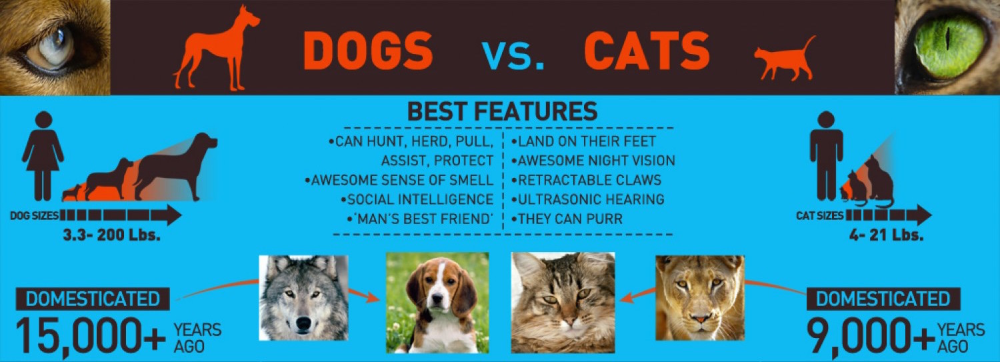 DOGS vs. CATS
BEST FEATURES
•CAN HUNT, HERD, PULL,
ASSIST, PROTECT
•AWESOME SENSE OF SMELL
•SOCIAL INTELLIGENCE
•‘MAN’S BEST FRIEND’
•LAND ON THEIR FEET
•AWESOME NIGHT VISION
•RETRACTABLE CLAWS
•ULTRASONIC HEARING
•THEY CAN PURR
DOG SIZES
3.3- 200 Lbs.
CAT SIZES
4- 21 Lbs.
DOMESTICATED
15,000+ YEARS
AGO
DOMESTICATED
9,000+ YEARS
AGO